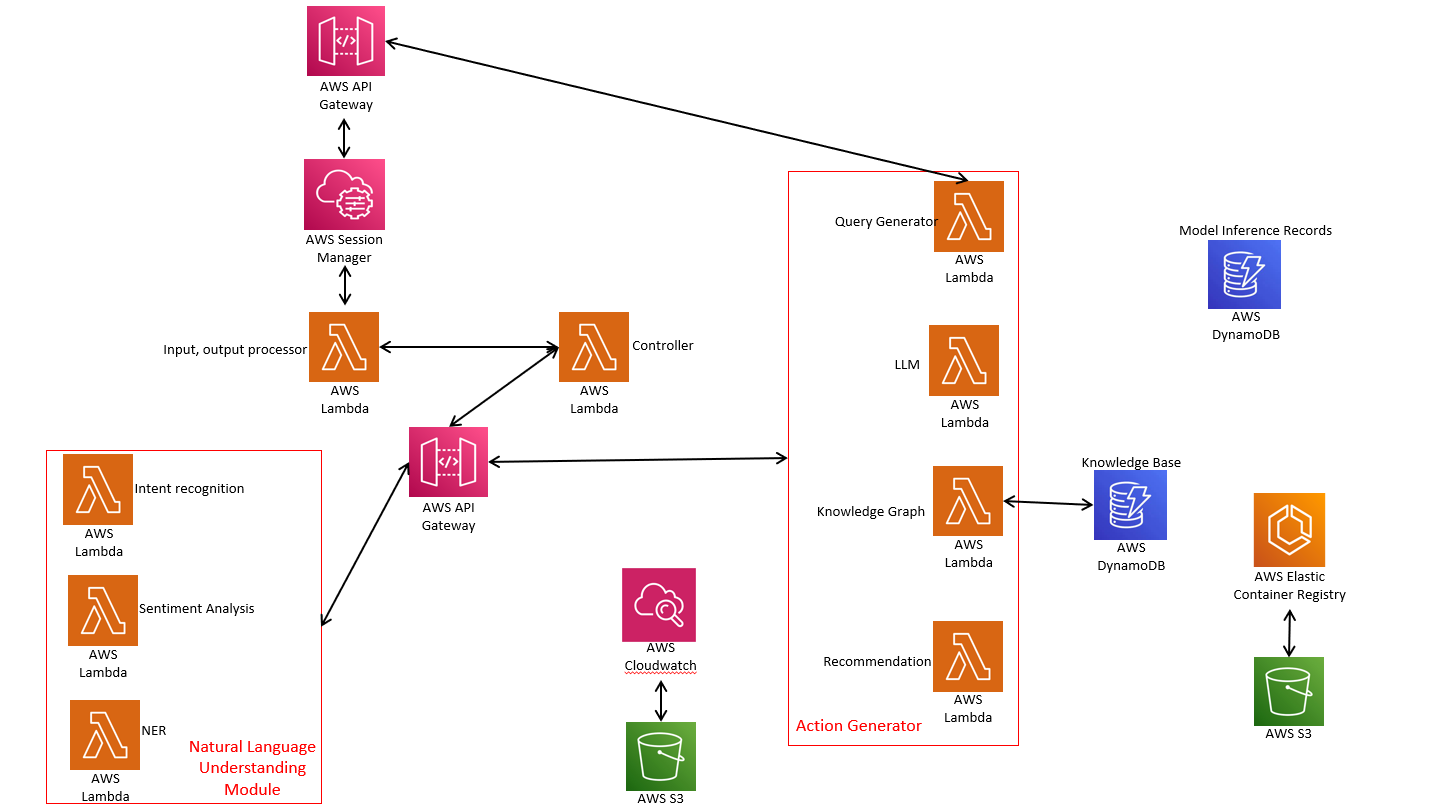 AWS API
Gateway
AWS Session
Manager
Input, output processor
AWS
Lambda
Controller
AWS
Lambda
AWS API
Gateway
Intent recognition
AWS
Lambda
Sentiment Analysis
AWS
Lambda
NER
AWS
Lambda
Natural Language
Understanding
Module
AWS
Cloudwatch
AWS S3
Query Generator
AWS
Lambda
LLM
AWS
Lambda
Knowledge Graph
AWS
Lambda
Recommendation
AWS
Lambda
Action Generator
Model Inference Records
AWS
DynamoDB
Knowledge Base
AWS
DynamoDB
AWS Elastic
Container Registry
AWS S3